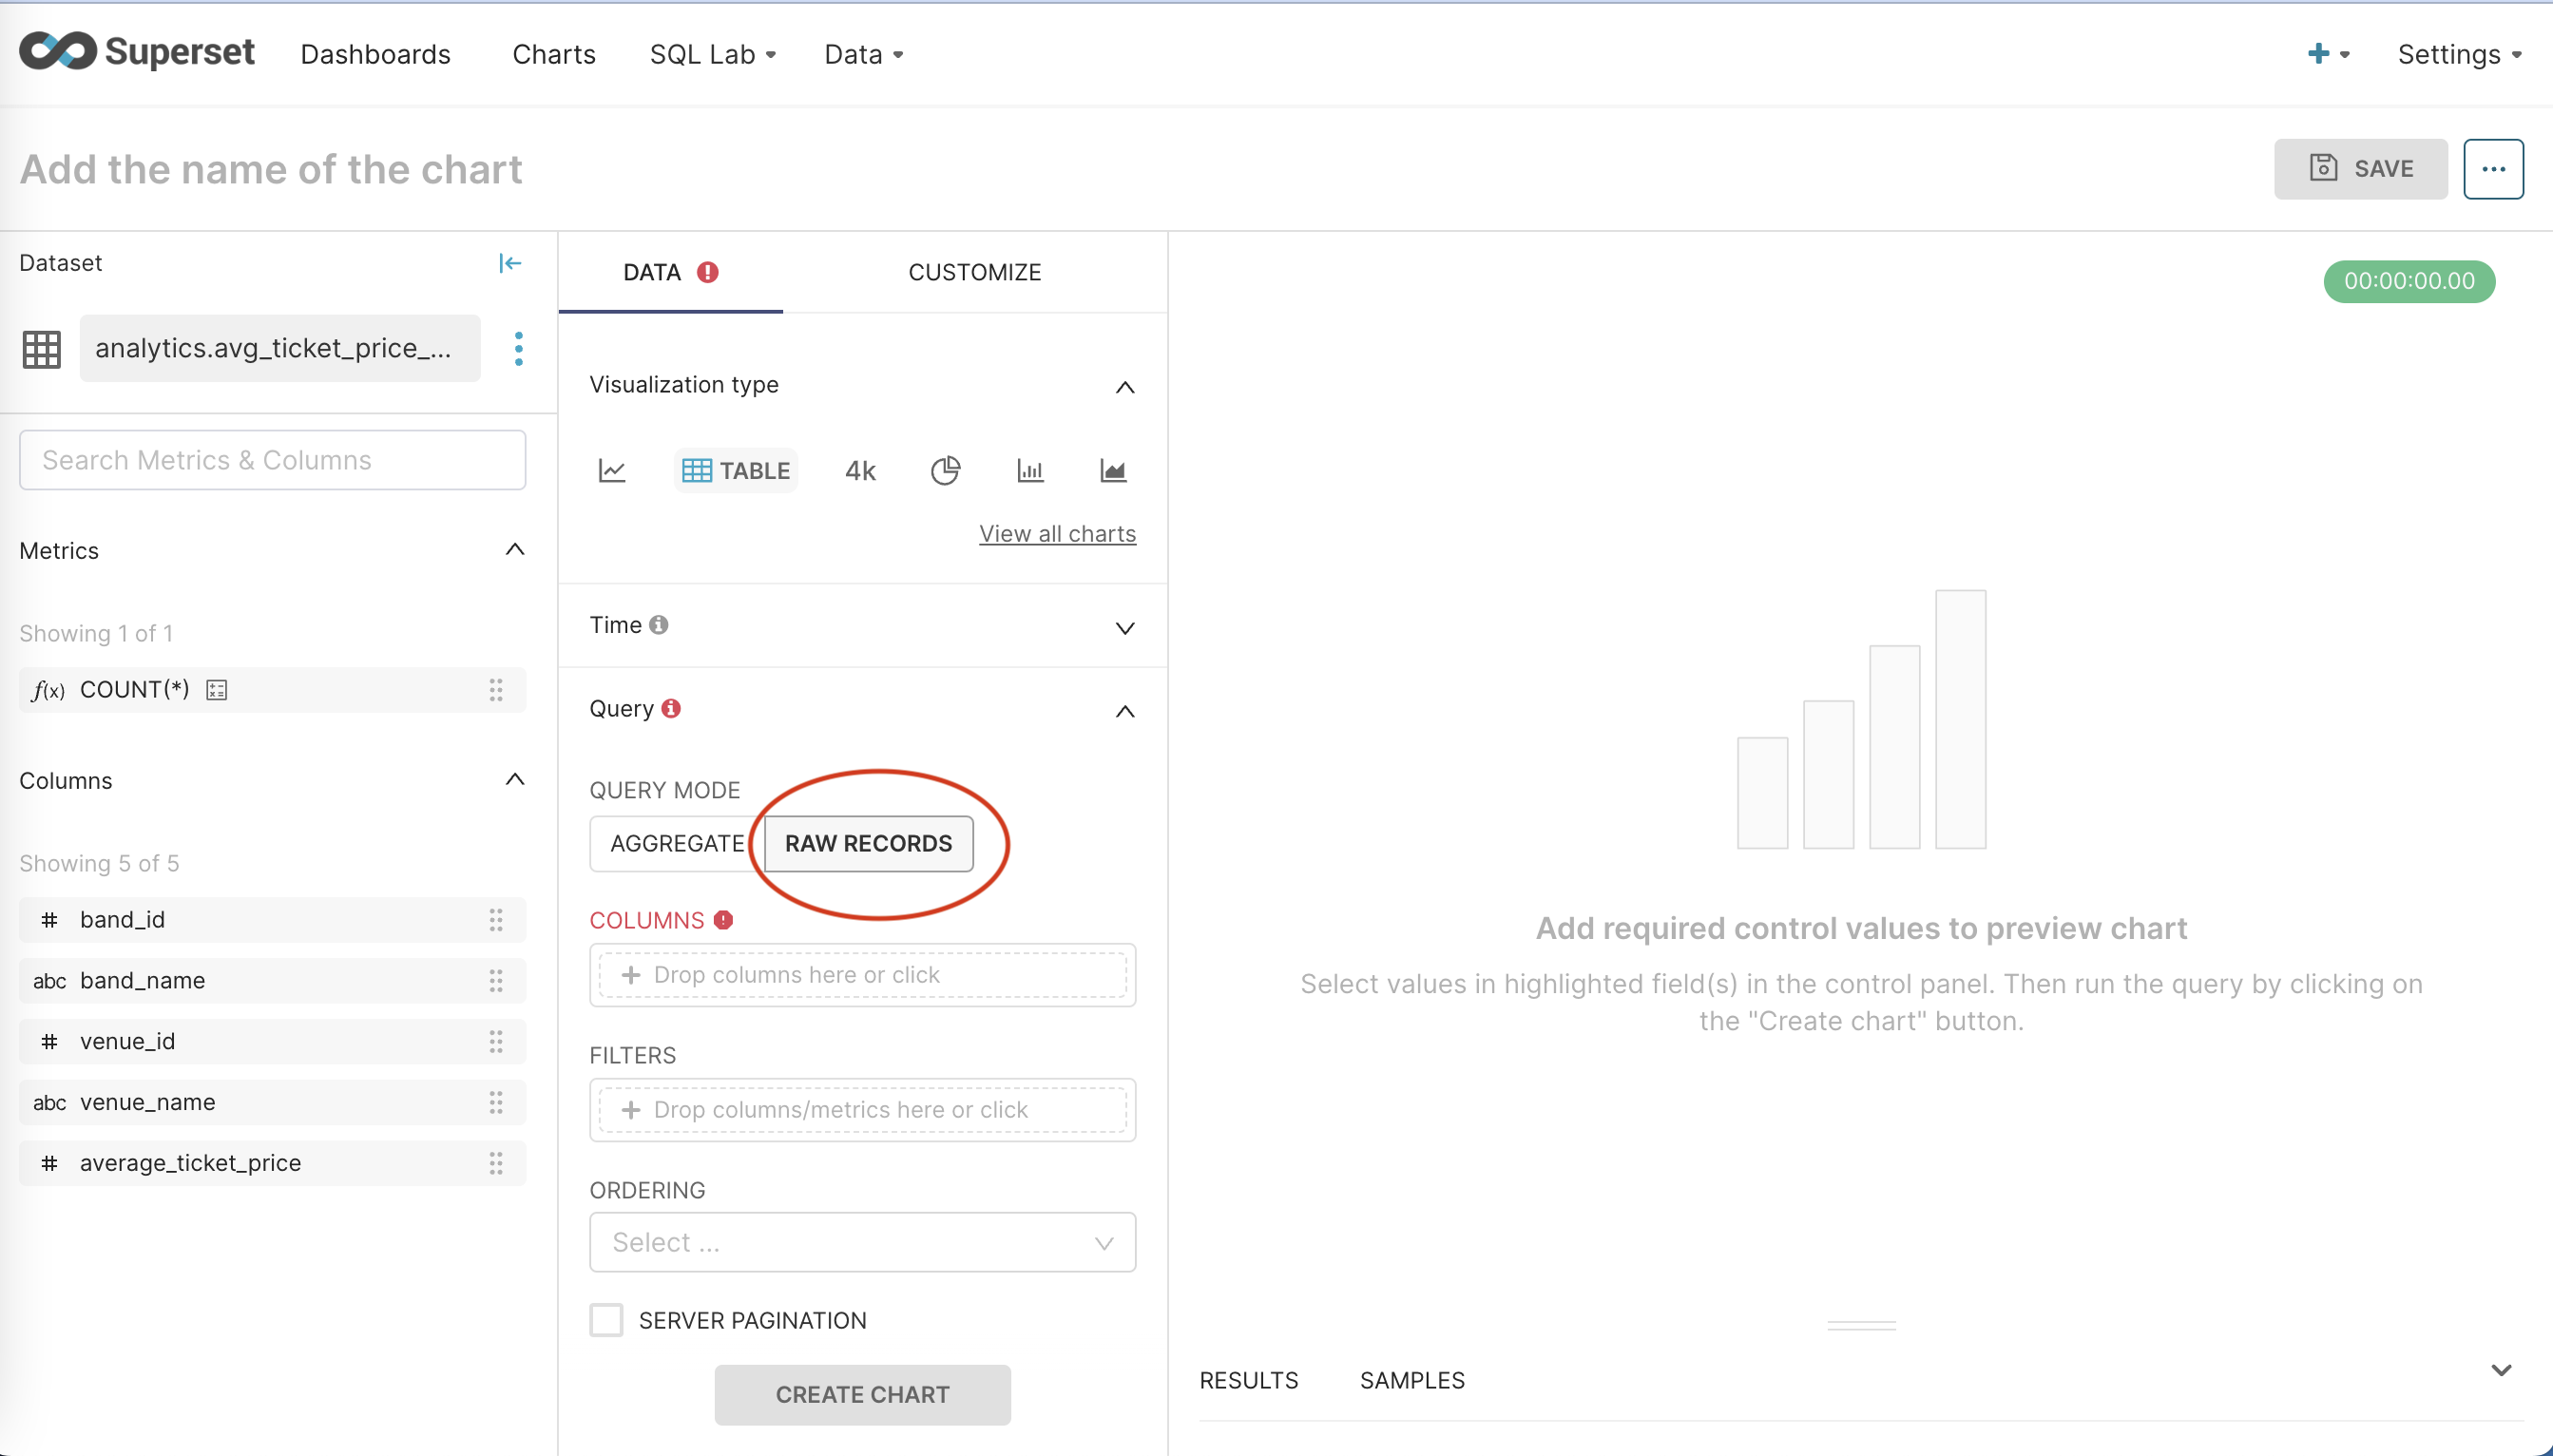 Superset Dashboards Charts SQL Lab Data Settings
Add the name of the chart
SAVE
Dataset
analytics.avg_ticket_price_...
Search Metrics & Columns
Metrics
Showing 1 of 1
f(x) COUNT(*)
Columns
Showing 5 of 5
# band_id
abc band_name
# venue_id
abc venue_name
# average_ticket_price
DATA CUSTOMIZE
Visualization type
TABLE 4k
View all charts
Time
Query
QUERY MODE
AGGREGATE RAW RECORDS
COLUMNS
+ Drop columns here or click
FILTERS
+ Drop columns/metrics here or click
ORDERING
Select ...
SERVER PAGINATION
CREATE CHART
00:00:00.00
Add required control values to preview chart
Select values in highlighted field(s) in the control panel. Then run the query by clicking on
the "Create chart" button.
RESULTS SAMPLES